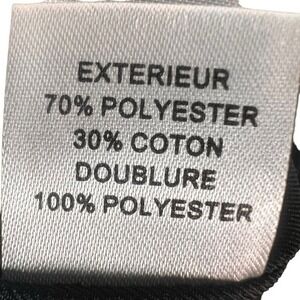 EXTERIEUR
70% POLYESTER
30% COTON
DOUBLURE
100% POLYESTER